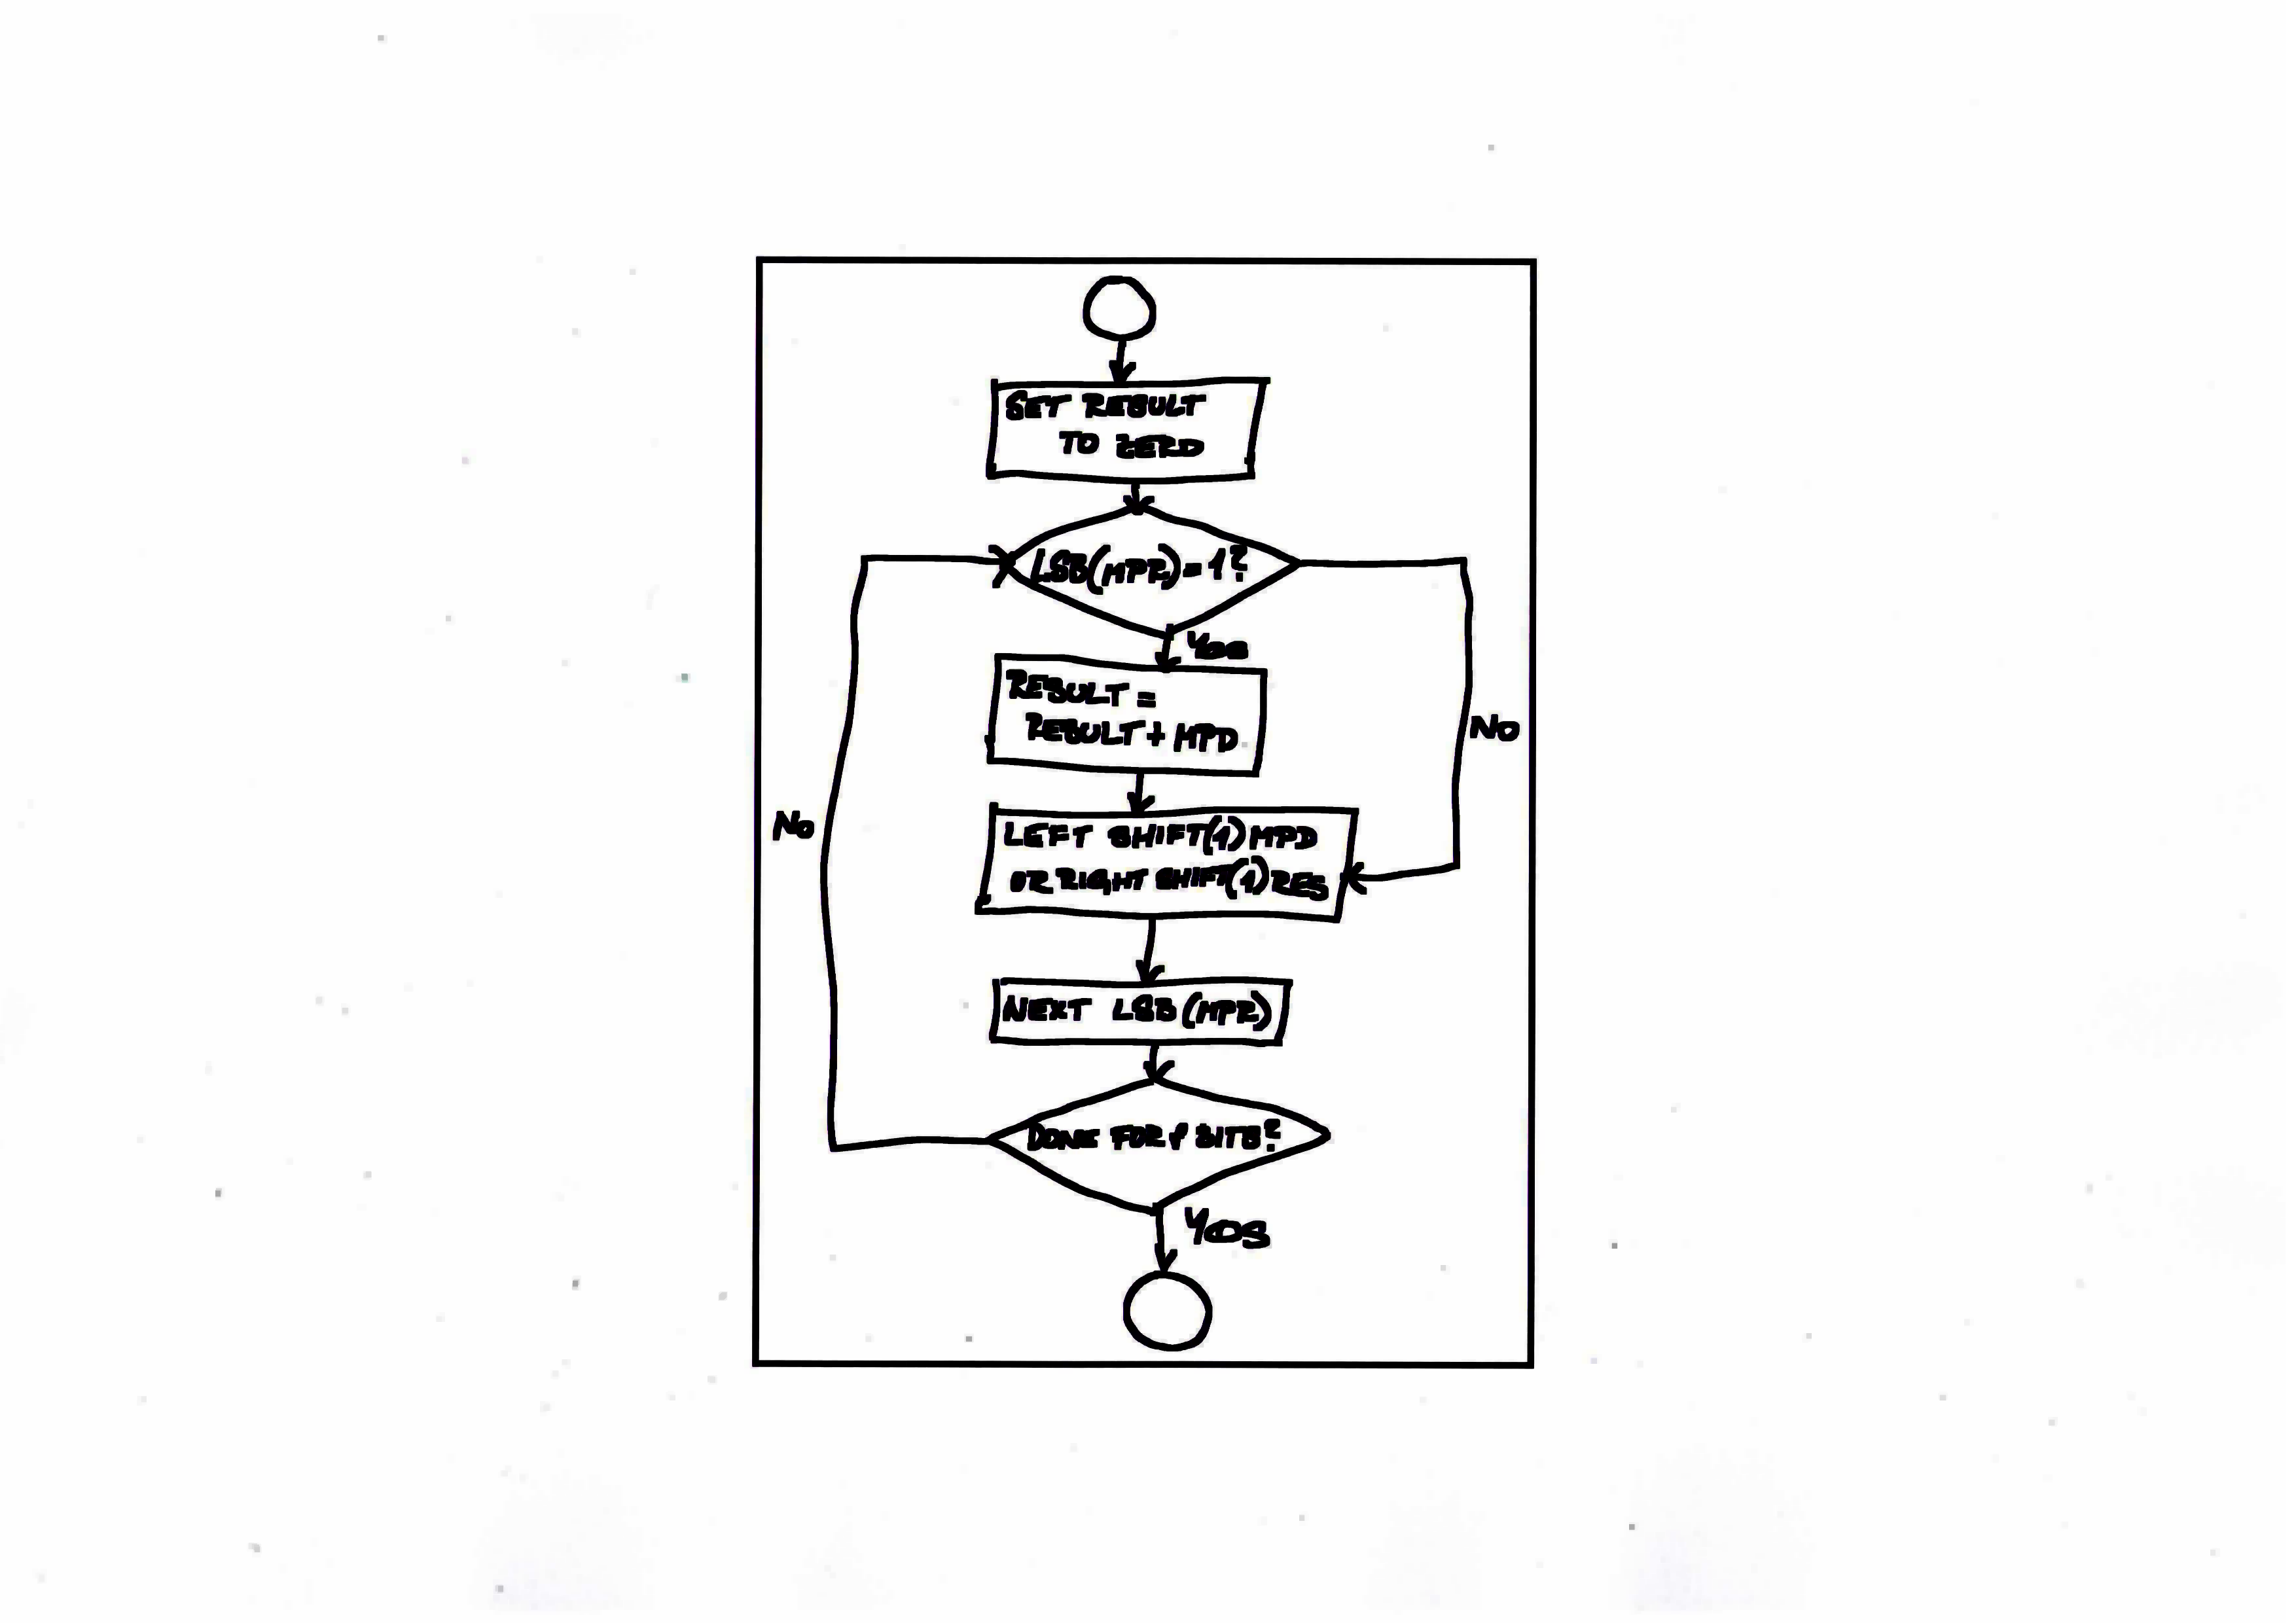 SET RESULT
TO ZERO
LSB(MPR)=1?
Yes
RESULT=
RESULT+MPD
No
No
LEFT SHIFT(1)MPD
OR RIGHT SHIFT(1)RES
NEXT LSB(MPR)
DONE FOR BITS?
Yes